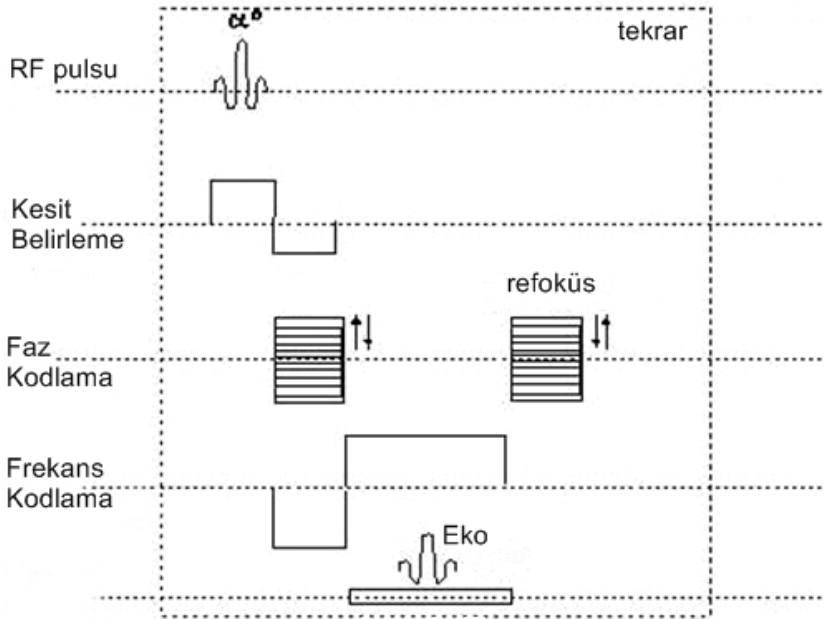 α°
tekrar
RF pulsu
Kesit
Belirleme
refoküs
Faz
Kodlama
Frekans
Kodlama
Eko